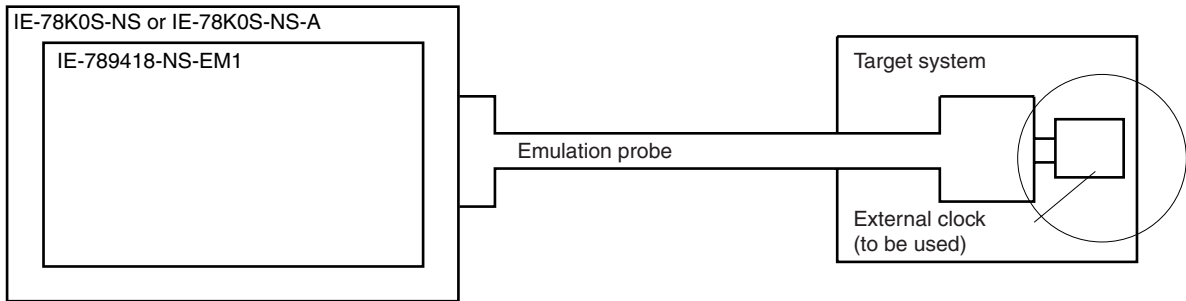 IE-78K0S-NS or IE-78K0S-NS-A
IE-789418-NS-EM1
Target system
Emulation probe
External clock
(to be used)